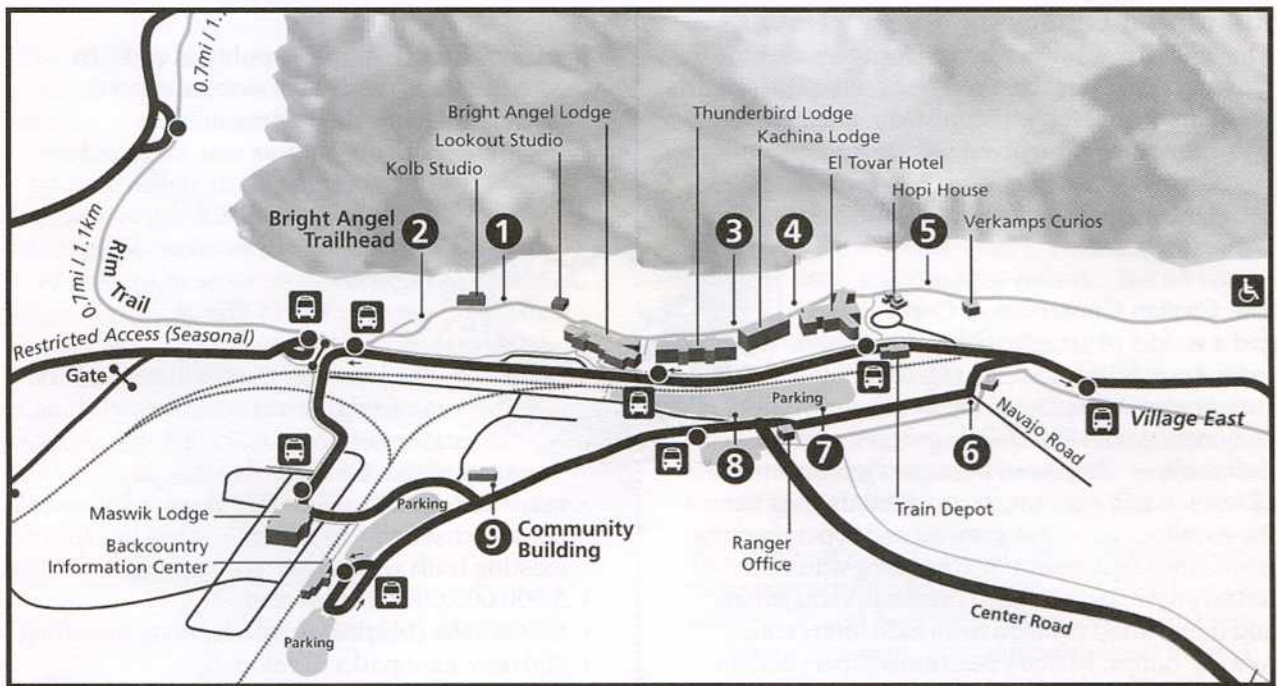 0.7mi / 1.1km
0.7mi / 1.1km
Rim Trail
Restricted Access (Seasonal)
Gate
Bright Angel
Trailhead
2
Kolb Studio
1
Lookout Studio
Bright Angel Lodge
Thunderbird Lodge
3
Kachina Lodge
4
El Tovar Hotel
Hopi House
5
Verkamps Curios
Parking
Village East
Navajo Road
6
7
8
Train Depot
Ranger
Office
Center Road
Parking
9
Community
Building
Maswik Lodge
Backcountry
Information Center
Parking